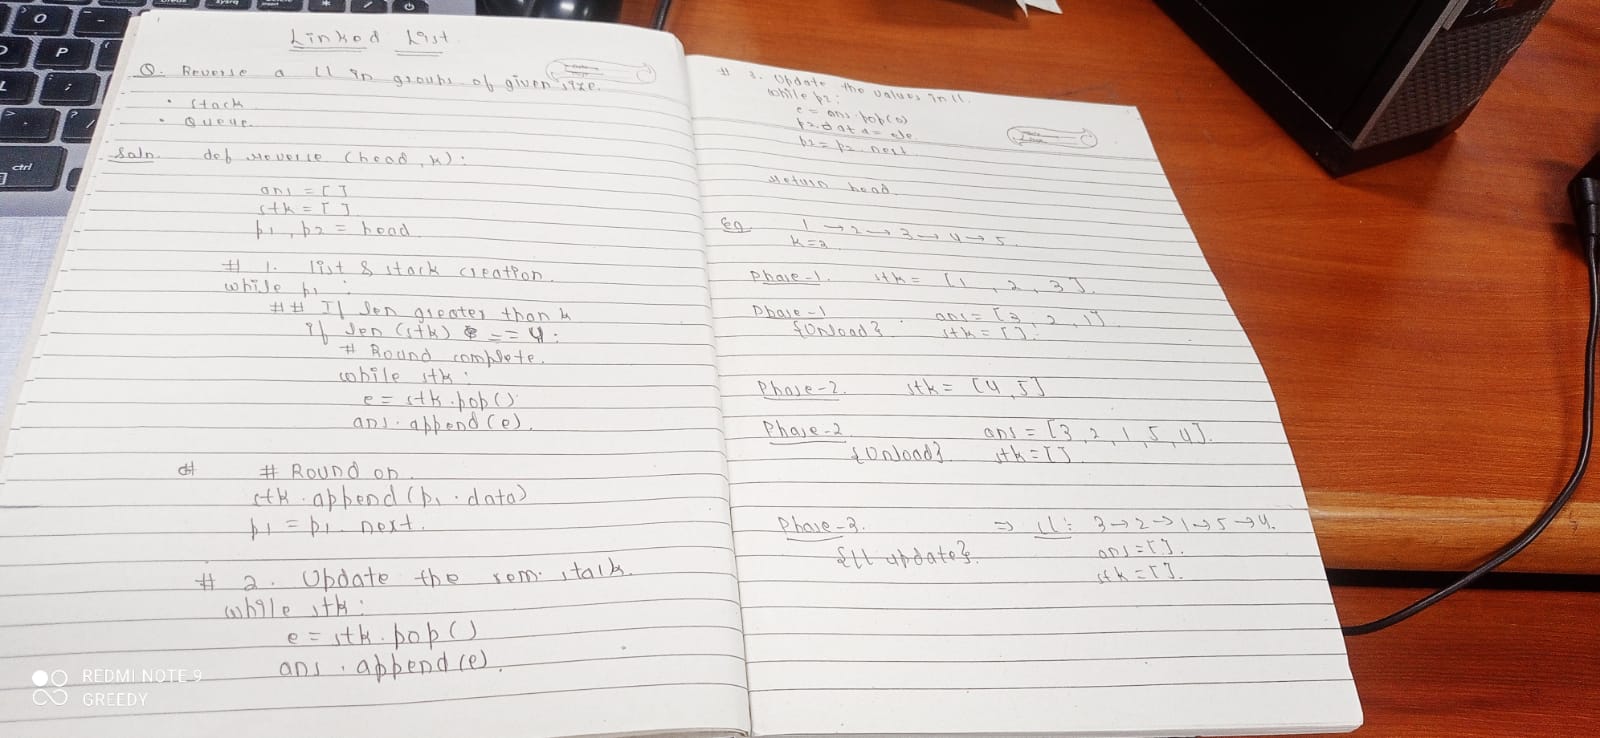 Linked List
Q. Reverse a ll in groups of given size.
• Stack
• Queue
Soln. def reverse (head, k):
ans = [ ]
stk = [ ]
p1, p2 = head
# 1. list & stack creation
while p1 :
## If len greater than k
if len (stk) == 4:
# Round complete.
while stk:
e = stk.pop()
ans.append(e).
# Round on
stk.append(p1.data)
p1 = p1.next.
# 2. Update the rem. stalk.
while stk:
e = stk.pop()
ans.append(e).
# 3. Update the values in ll.
while p2:
e = ans.pop(0)
p2.data = ele
p2 = p2.next
return head.
Eg. 1→2→3→4→5.
k=3
Phase-1. stk = [1, 2, 3].
Phase-1 ans = [3, 2, 1]
{Unload} stk = [ ].
Phase-2. stk = [4, 5]
Phase-2 ans = [3, 2, 1, 5, 4].
{Unload}. stk = [ ].
Phase-3. ⇒ ll: 3→2→1→5→4.
{ll update}. ans = [ ].
stk = [ ].
REDMI NOTE 9
GREEDY
ctrl
O
P
L